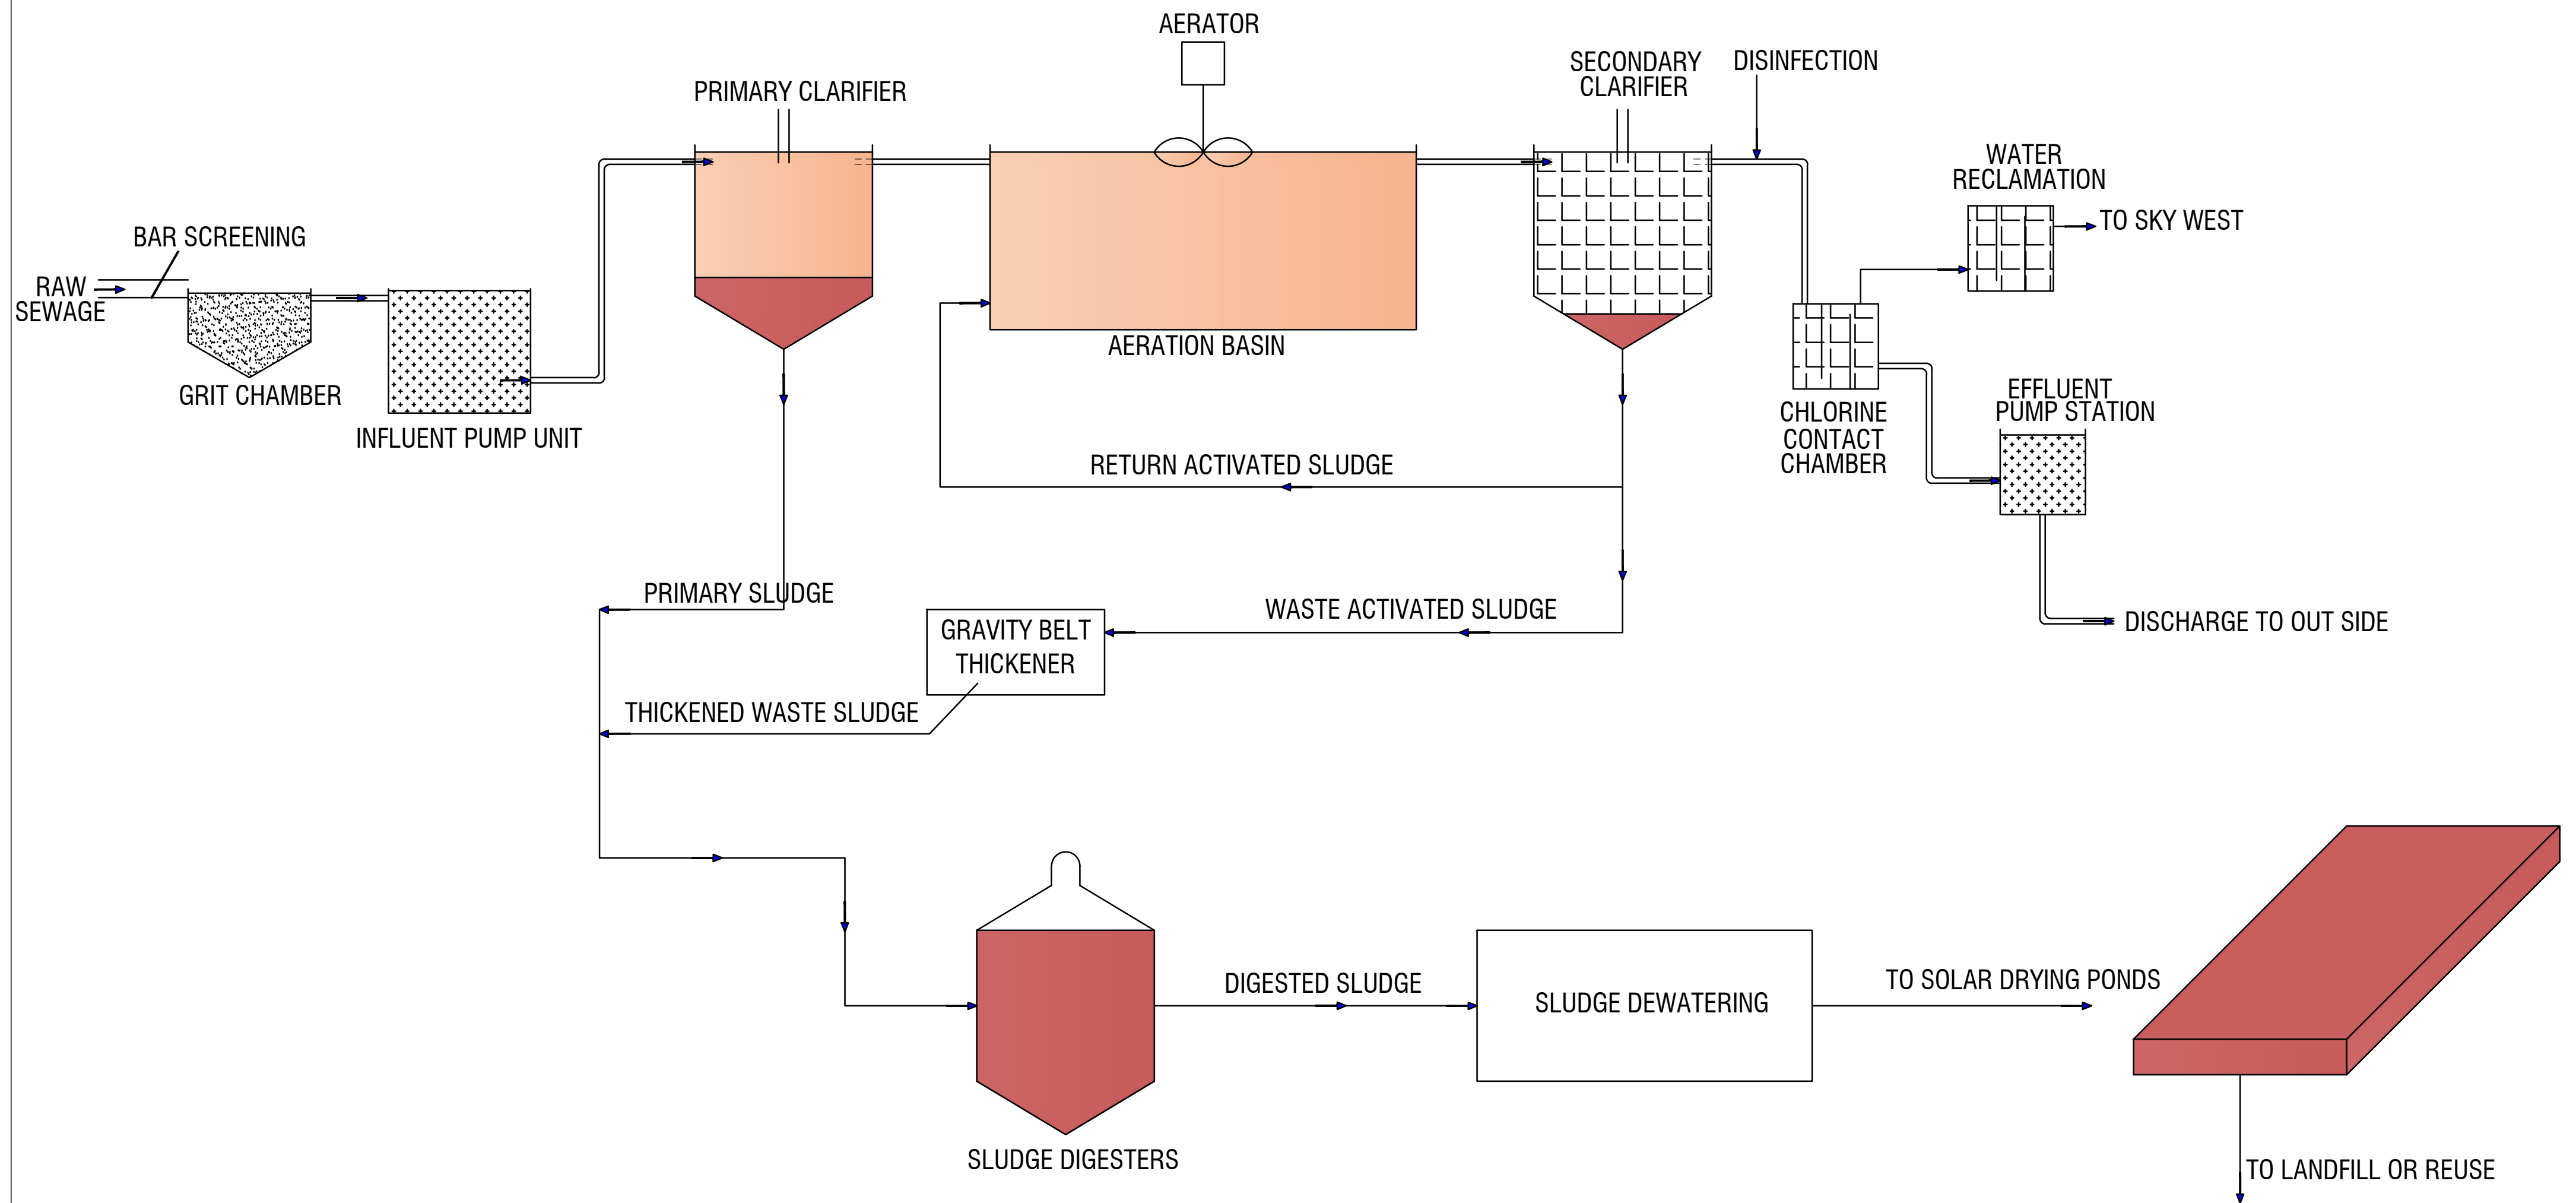 AERATOR
PRIMARY CLARIFIER
SECONDARY
CLARIFIER
DISINFECTION
WATER
RECLAMATION
TO SKY WEST
BAR SCREENING
RAW
SEWAGE
GRIT CHAMBER
INFLUENT PUMP UNIT
AERATION BASIN
CHLORINE
CONTACT
CHAMBER
EFFLUENT
PUMP STATION
RETURN ACTIVATED SLUDGE
PRIMARY SLUDGE
GRAVITY BELT
THICKENER
WASTE ACTIVATED SLUDGE
DISCHARGE TO OUT SIDE
THICKENED WASTE SLUDGE
DIGESTED SLUDGE
SLUDGE DEWATERING
TO SOLAR DRYING PONDS
SLUDGE DIGESTERS
TO LANDFILL OR REUSE